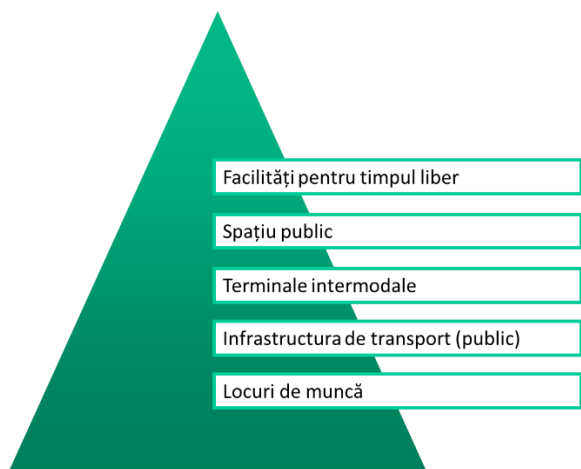 Facilități pentru timpul liber
Spațiu public
Terminale intermodale
Infrastructura de transport (public)
Locuri de muncă